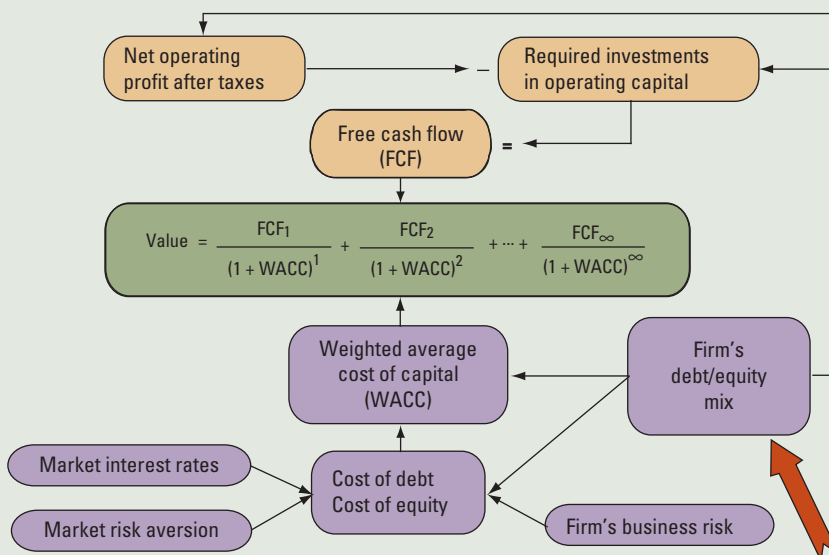 Net operating
profit after taxes
–
Required investments
in operating capital
Free cash flow
(FCF)
=
Value = FCF₁ / (1 + WACC)¹ + FCF₂ / (1 + WACC)² + ··· + FCF∞ / (1 + WACC)^∞
Weighted average
cost of capital
(WACC)
Firm's
debt/equity
mix
Market interest rates
Cost of debt
Cost of equity
Market risk aversion
Firm's business risk